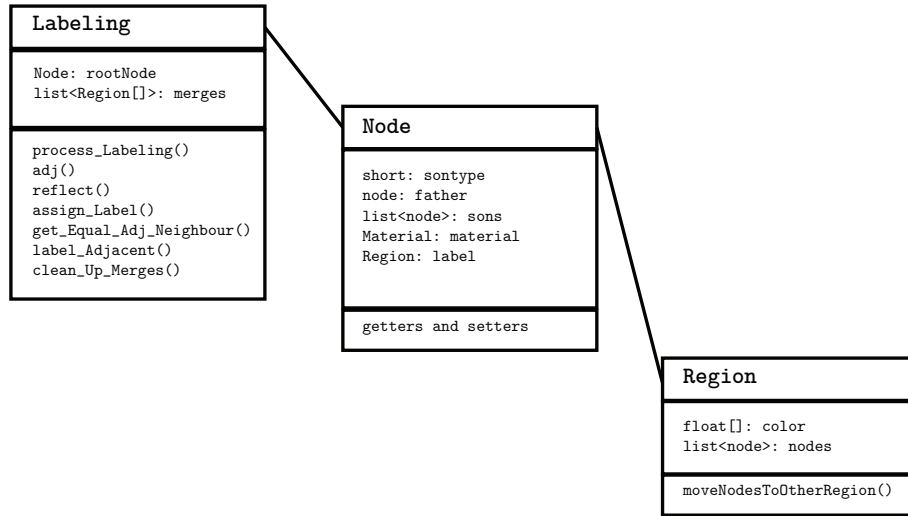 Labeling
Node: rootNode
list<Region[]>: merges
process_Labeling()
adj()
reflect()
assign_Label()
get_Equal_Adj_Neighbour()
label_Adjacent()
clean_Up_Merges()
Node
short: sontype
node: father
list<node>: sons
Material: material
Region: label
getters and setters
Region
float[]: color
list<node>: nodes
moveNodesToOtherRegion()